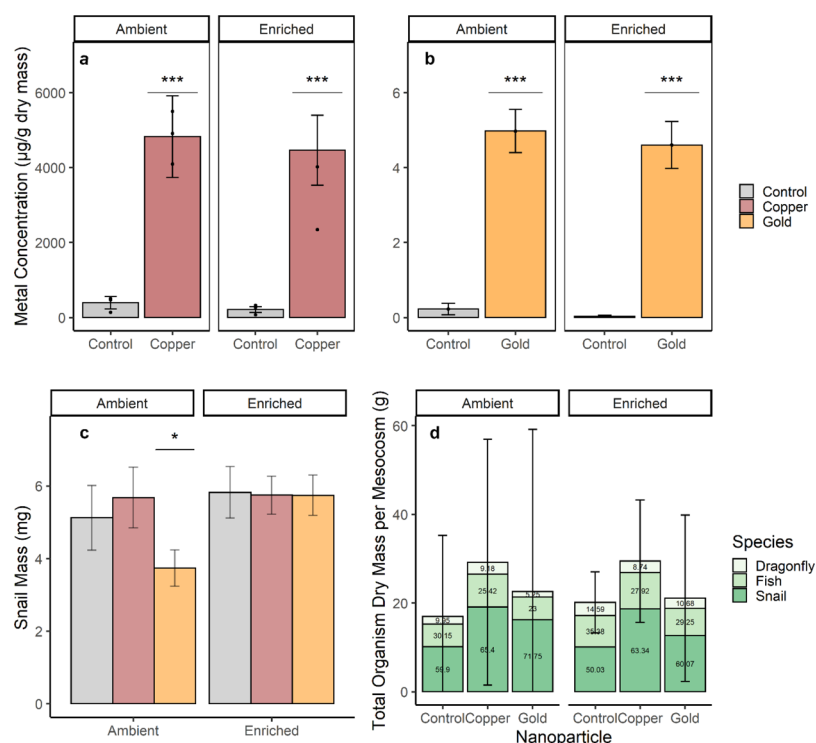 Ambient Enriched Ambient Enriched
a b
*** *** *** ***
Metal Concentration (µg/g dry mass)
6000
4000
2000
0
6
4
2
0
Control Copper Control Copper Control Gold Control Gold
Control
Copper
Gold
Ambient Enriched
c
*
Snail Mass (mg)
6
4
2
0
Ambient Enriched
Ambient Enriched
d
Total Organism Dry Mass per Mesocosm (g)
60
40
20
0
9.18
25.42
65.4
30.15
59.9
23
71.75
14.59
50.03
8.74
27.92
63.34
10.68
29.25
60.07
Control Copper Gold Control Copper Gold
Nanoparticle
Species
Dragonfly
Fish
Snail